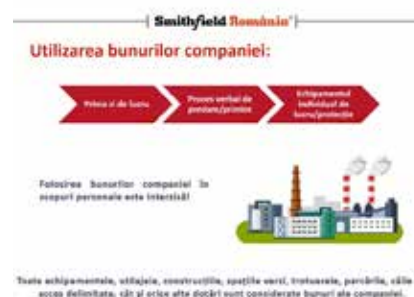 Smithfield România
Utilizarea bunurilor companiei:
Prima zi de lucru
Proces verbal de
predare/primire
Echipamentul
individual de
lucru/protecție
Folosirea bunurilor companiei în
scopuri personale este interzisă!
Toate echipamentele, utilajele, construcțiile, spațiile verzi, trotuarele, parcările, căile
acces delimitate, cât și orice alte dotări sunt considerate bunuri ale companiei.